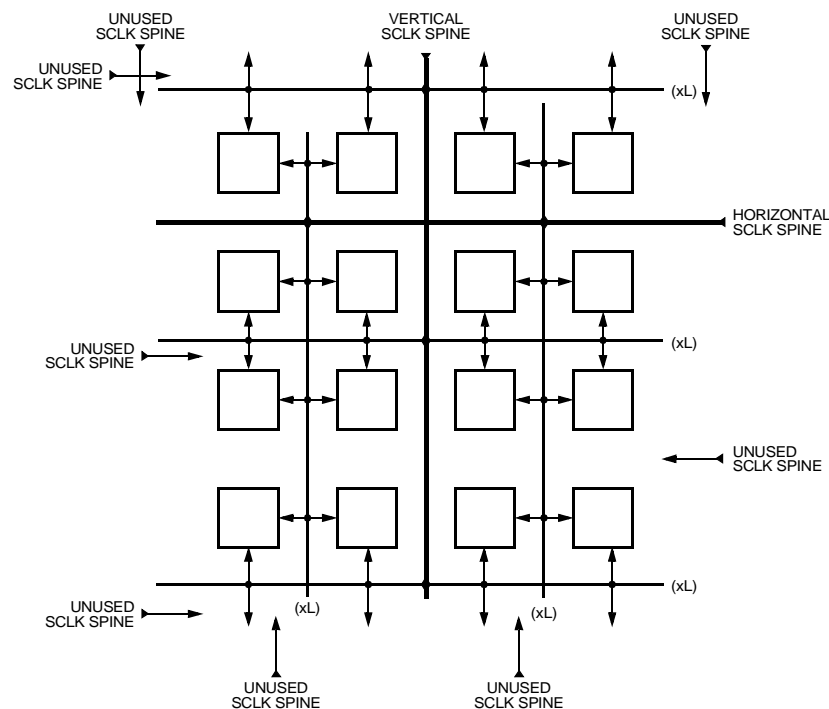 UNUSED
SCLK SPINE
VERTICAL
SCLK SPINE
UNUSED
SCLK SPINE
UNUSED
SCLK SPINE
(xL)
HORIZONTAL
SCLK SPINE
UNUSED
SCLK SPINE
(xL)
UNUSED
SCLK SPINE
(xL)
UNUSED
SCLK SPINE
(xL)
(xL)
UNUSED
SCLK SPINE
UNUSED
SCLK SPINE